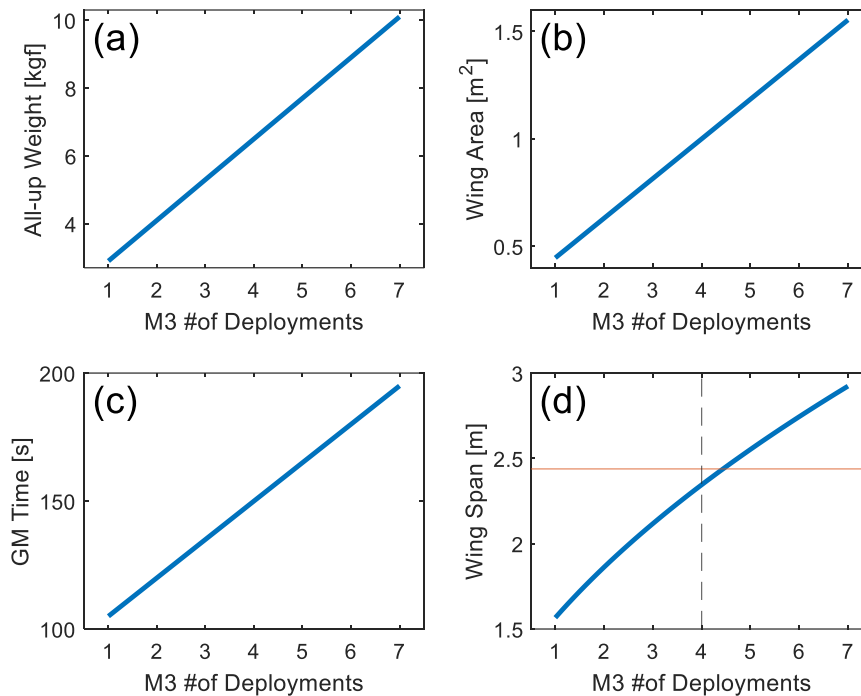 (a)
All-up Weight [kgf]
10
8
6
4
1 2 3 4 5 6 7
M3 #of Deployments
(b)
Wing Area [m²]
1.5
1
0.5
1 2 3 4 5 6 7
M3 #of Deployments
(c)
GM Time [s]
200
150
100
1 2 3 4 5 6 7
M3 #of Deployments
(d)
Wing Span [m]
3
2.5
2
1.5
1 2 3 4 5 6 7
M3 #of Deployments